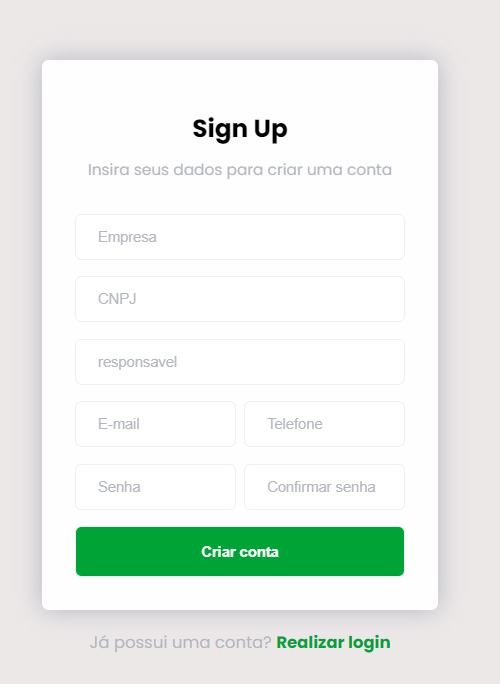 Sign Up
Insira seus dados para criar uma conta
Empresa
CNPJ
responsavel
E-mail Telefone
Senha Confirmar senha
Criar conta
Já possui uma conta? Realizar login